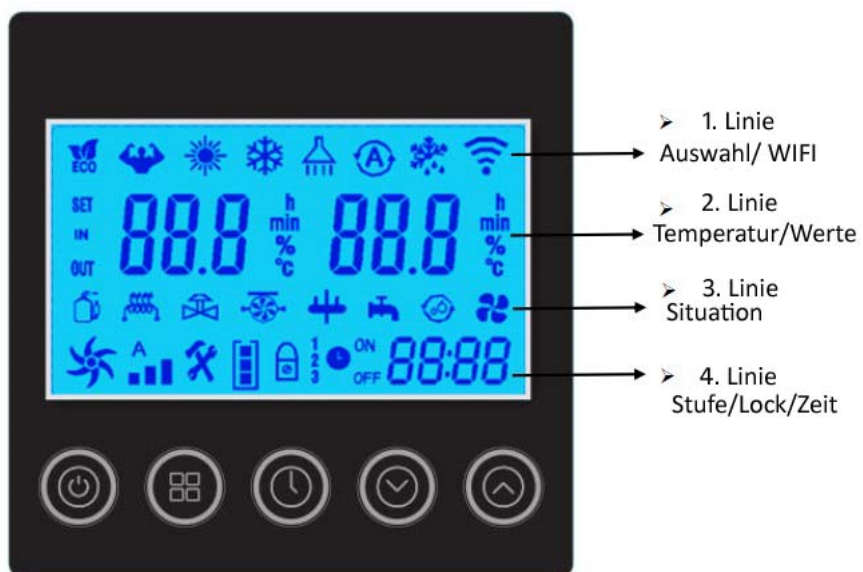 ECO A
➢ 1. Linie
Auswahl/ WIFI
SET
IN
OUT
88.8
h
min
%
°C
88.8
h
min
%
°C
➢ 2. Linie
Temperatur/Werte
➢ 3. Linie
Situation
A
1
2
3
ON
OFF
88:88
➢ 4. Linie
Stufe/Lock/Zeit